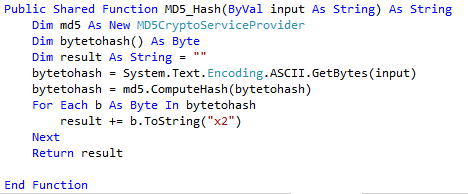 Public Shared Function MD5_Hash(ByVal input As String) As String
    Dim md5 As New MD5CryptoServiceProvider
    Dim bytetohash() As Byte
    Dim result As String = ""
    bytetohash = System.Text.Encoding.ASCII.GetBytes(input)
    bytetohash = md5.ComputeHash(bytetohash)
    For Each b As Byte In bytetohash
        result += b.ToString("x2")
    Next
    Return result
End Function